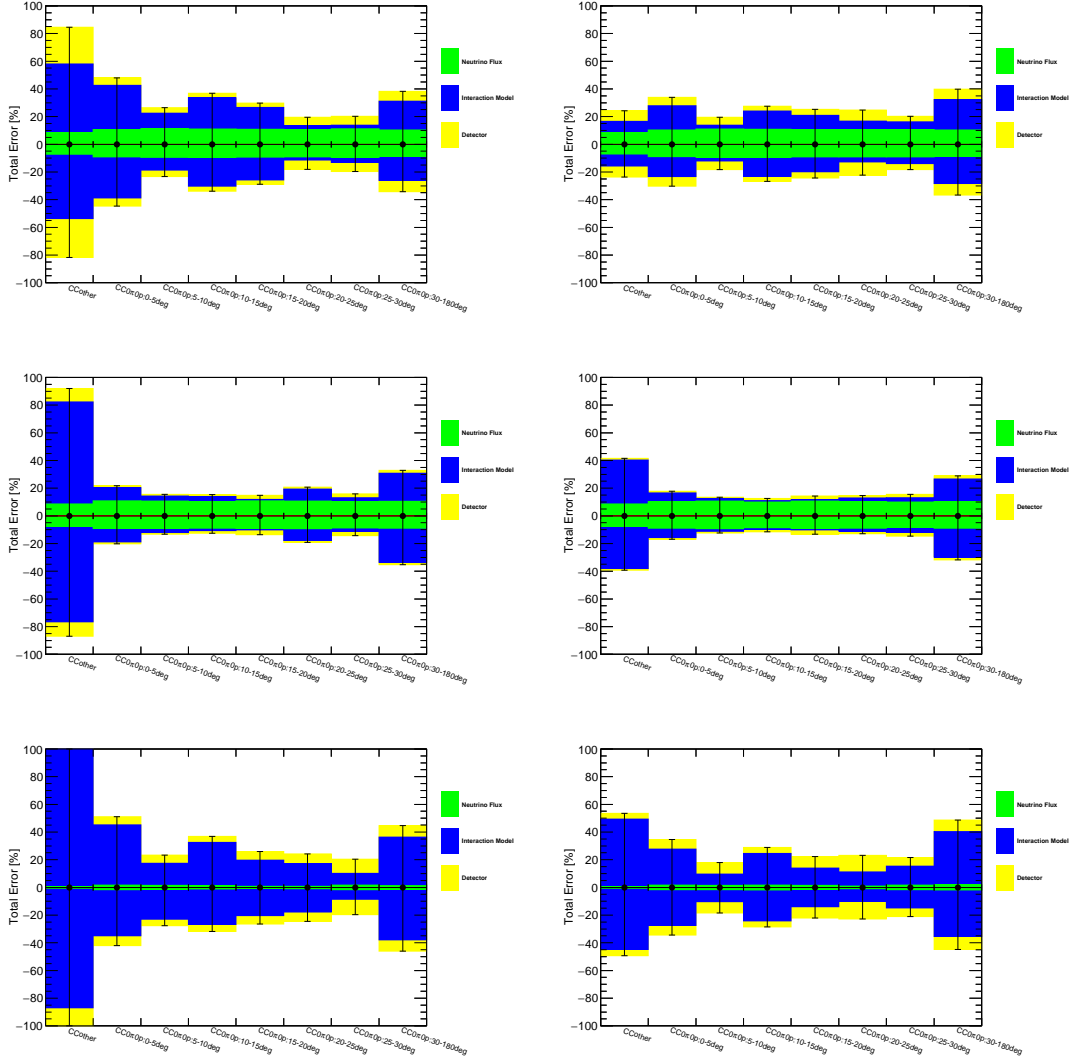 Total Error [%]
100
80
60
40
20
0
−20
−40
−60
−80
−100
CCother
CC0π0p:0-5deg
CC0π0p:5-10deg
CC0π0p:10-15deg
CC0π0p:15-20deg
CC0π0p:20-25deg
CC0π0p:25-30deg
CC0π0p:30-180deg
Neutrino Flux
Interaction Model
Detector
Total Error [%]
100
80
60
40
20
0
−20
−40
−60
−80
−100
CCother
CC0π0p:0-5deg
CC0π0p:5-10deg
CC0π0p:10-15deg
CC0π0p:15-20deg
CC0π0p:20-25deg
CC0π0p:25-30deg
CC0π0p:30-180deg
Neutrino Flux
Interaction Model
Detector
Total Error [%]
100
80
60
40
20
0
−20
−40
−60
−80
−100
CCother
CC0π0p:0-5deg
CC0π0p:5-10deg
CC0π0p:10-15deg
CC0π0p:15-20deg
CC0π0p:20-25deg
CC0π0p:25-30deg
CC0π0p:30-180deg
Neutrino Flux
Interaction Model
Detector
Total Error [%]
100
80
60
40
20
0
−20
−40
−60
−80
−100
CCother
CC0π0p:0-5deg
CC0π0p:5-10deg
CC0π0p:10-15deg
CC0π0p:15-20deg
CC0π0p:20-25deg
CC0π0p:25-30deg
CC0π0p:30-180deg
Neutrino Flux
Interaction Model
Detector
Total Error [%]
100
80
60
40
20
0
−20
−40
−60
−80
−100
CCother
CC0π0p:0-5deg
CC0π0p:5-10deg
CC0π0p:10-15deg
CC0π0p:15-20deg
CC0π0p:20-25deg
CC0π0p:25-30deg
CC0π0p:30-180deg
Neutrino Flux
Interaction Model
Detector
Total Error [%]
100
80
60
40
20
0
−20
−40
−60
−80
−100
CCother
CC0π0p:0-5deg
CC0π0p:5-10deg
CC0π0p:10-15deg
CC0π0p:15-20deg
CC0π0p:20-25deg
CC0π0p:25-30deg
CC0π0p:30-180deg
Neutrino Flux
Interaction Model
Detector